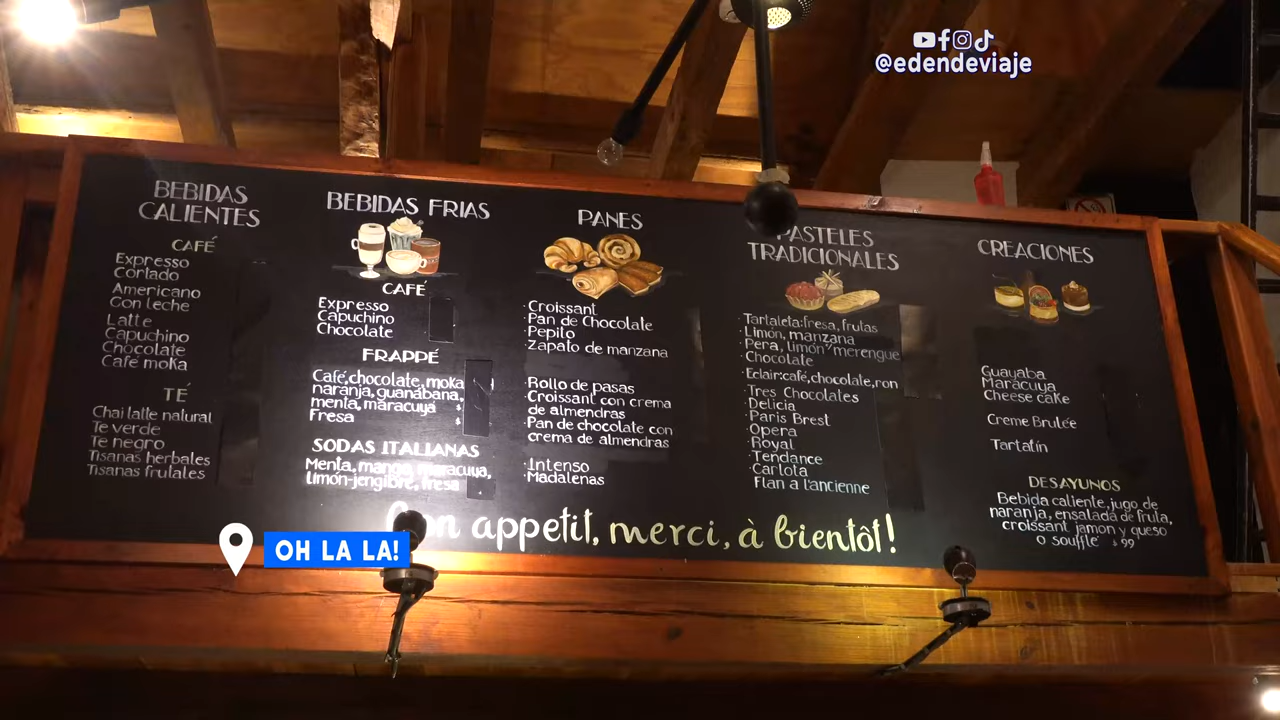 @edendeviaje
BEBIDAS
CALIENTES
CAFÉ
Expresso
Cortado
Americano
Con leche
Latte
Capuchino
Chocolate
Café moka
TÉ
Chai latte natural
Te verde
Te negro
Tisanas herbales
Tisanas frutales
BEBIDAS FRIAS
CAFÉ
Expresso
Capuchino
Chocolate
FRAPPÉ
Café,chocolate, moka
naranja, guanábana,
menta, maracuya $
Fresa $
SODAS ITALIANAS
Menta, mango, maracuya,
limón-jengibre, fresa
PANES
·Croissant
·Pan de Chocolate
·Pepito
·Zapato de manzana
·Rollo de pasas
·Croissant con crema
de almendras
·Pan de chocolate con
crema de almendras
·Intenso
·Madalenas
PASTELES
TRADICIONALES
·Tartaleta:fresa, frutas
·Limón, manzana
·Pera, limón/merengue
·Chocolate
·Eclair:café,chocolate,ron
·Tres Chocolates
·Delicia
·Paris Brest
·Opera
·Royal
·Tendance
·Carlota
·Flan a l'ancienne
CREACIONES
Guayaba
Maracuya
Cheese cake
Creme Brulée
Tartatín
DESAYUNOS
Bebida caliente,jugo de
naranja, ensalada de fruta,
croissant jamon y queso
o souffle $ 99
Bon appetit, merci, à bientôt!
OH LA LA!